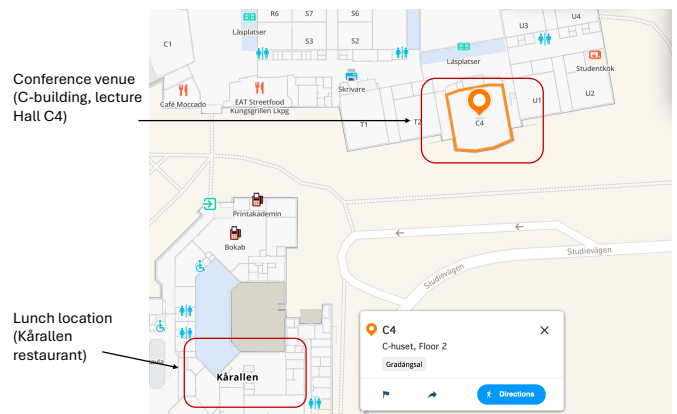 Conference venue
(C-building, lecture
Hall C4)
Lunch location
(Kårallen
restaurant)
R6
S7
S6
U4
U3
Läsplatser
C1
S3
S2
Läsplatser
Studentkök
Skrivare
Café Moccado
EAT Streetfood
Kungsgrillen Lkpg
U1
U2
T1
T2
C4
Printakademin
Bokab
Studievägen
Studievägen
Kårallen
C4
C-huset, Floor 2
Gradängsal
Directions